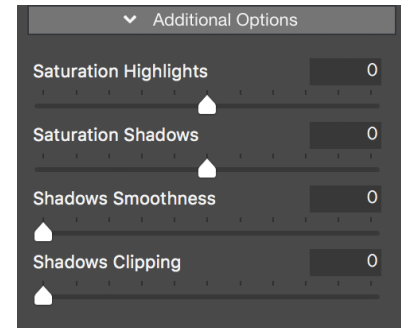 Additional Options
Saturation Highlights 0
Saturation Shadows 0
Shadows Smoothness 0
Shadows Clipping 0